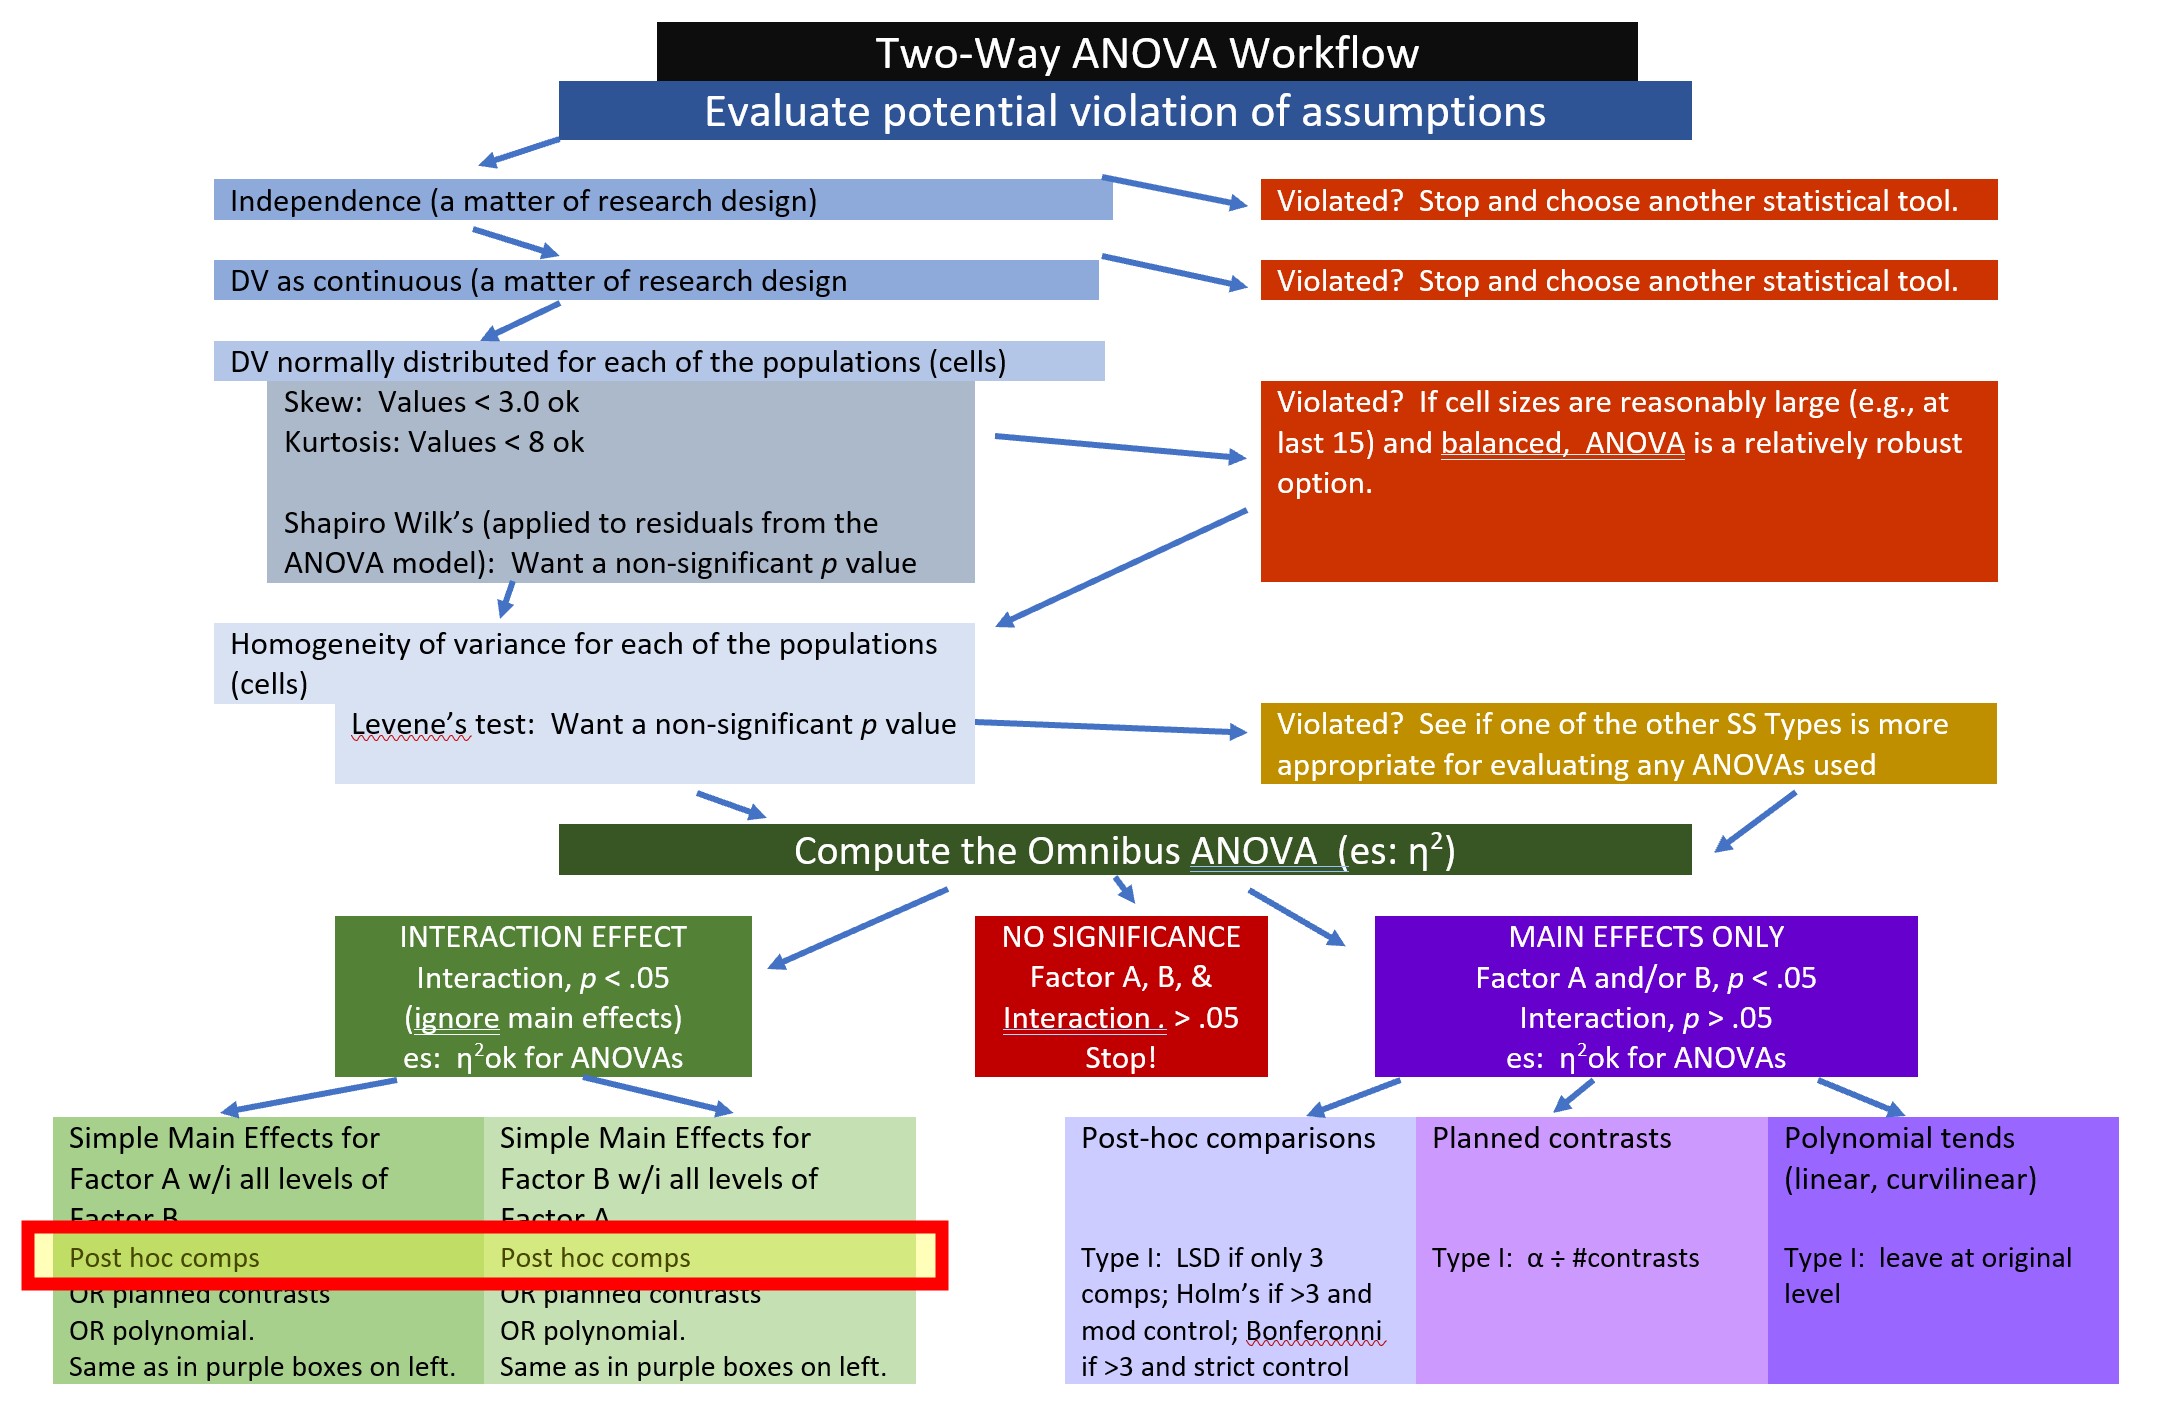 Two-Way ANOVA Workflow
Evaluate potential violation of assumptions
Independence (a matter of research design)
Violated?  Stop and choose another statistical tool.
DV as continuous (a matter of research design
Violated?  Stop and choose another statistical tool.
DV normally distributed for each of the populations (cells)
Skew:  Values < 3.0 ok
Kurtosis: Values < 8 ok
Shapiro Wilk's (applied to residuals from the
ANOVA model):  Want a non-significant p value
Violated?  If cell sizes are reasonably large (e.g., at
last 15) and balanced,  ANOVA is a relatively robust
option.
Homogeneity of variance for each of the populations
(cells)
Levene's test:  Want a non-significant p value
Violated?  See if one of the other SS Types is more
appropriate for evaluating any ANOVAs used
Compute the Omnibus ANOVA  (es: η²)
INTERACTION EFFECT
Interaction, p < .05
(ignore main effects)
es:  η²ok for ANOVAs
NO SIGNIFICANCE
Factor A, B, &
Interaction . > .05
Stop!
MAIN EFFECTS ONLY
Factor A and/or B, p < .05
Interaction, p > .05
es:  η²ok for ANOVAs
Simple Main Effects for
Factor A w/i all levels of
Factor B
Post hoc comps
OR planned contrasts
OR polynomial.
Same as in purple boxes on left.
Simple Main Effects for
Factor B w/i all levels of
Factor A
Post hoc comps
OR planned contrasts
OR polynomial.
Same as in purple boxes on left.
Post-hoc comparisons
Type I:  LSD if only 3
comps; Holm's if >3 and
mod control; Bonferonni
if >3 and strict control
Planned contrasts
Type I:  α ÷ #contrasts
Polynomial tends
(linear, curvilinear)
Type I:  leave at original
level